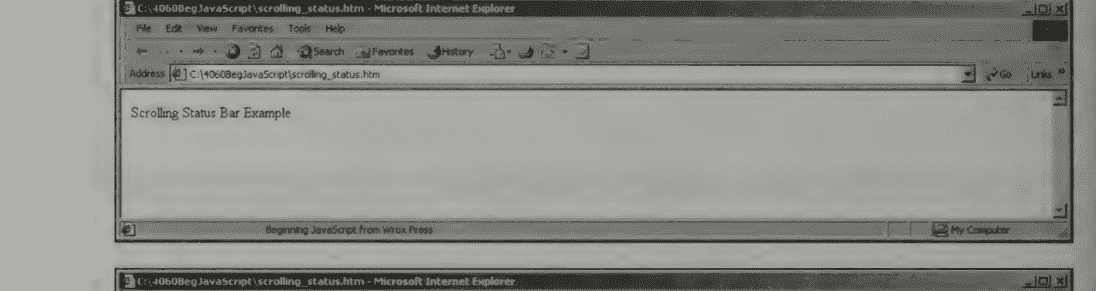 C:\4060BegJavaScript\scrolling_status.htm - Microsoft Internet Explorer
File Edit View Favorites Tools Help
Search Favorites History
Address C:\4060BegJavaScript\scrolling_status.htm Go Links »
Scrolling Status Bar Example
Beginning JavaScript from Wrox Press My Computer
C:\4060BegJavaScript\scrolling_status.htm - Microsoft Internet Explorer